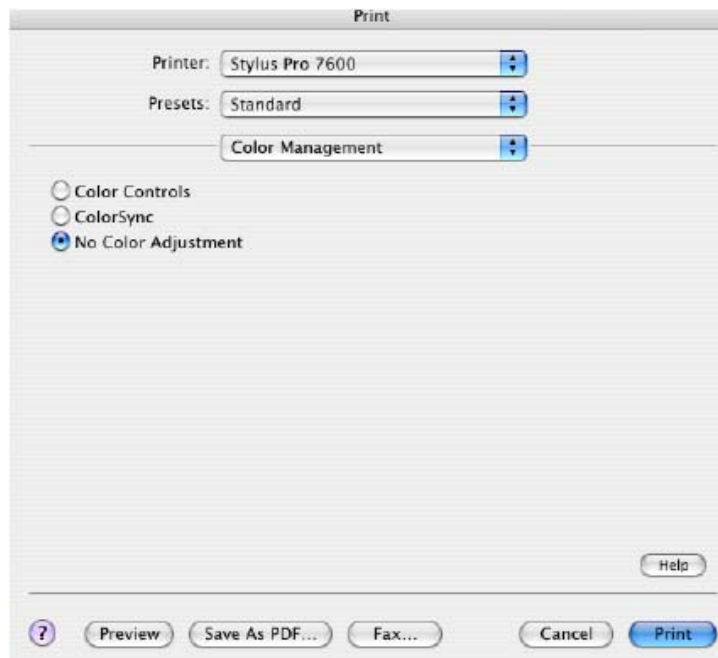 Print
Printer: Stylus Pro 7600
Presets: Standard
Color Management
Color Controls
ColorSync
No Color Adjustment
Help
? Preview Save As PDF... Fax... Cancel Print